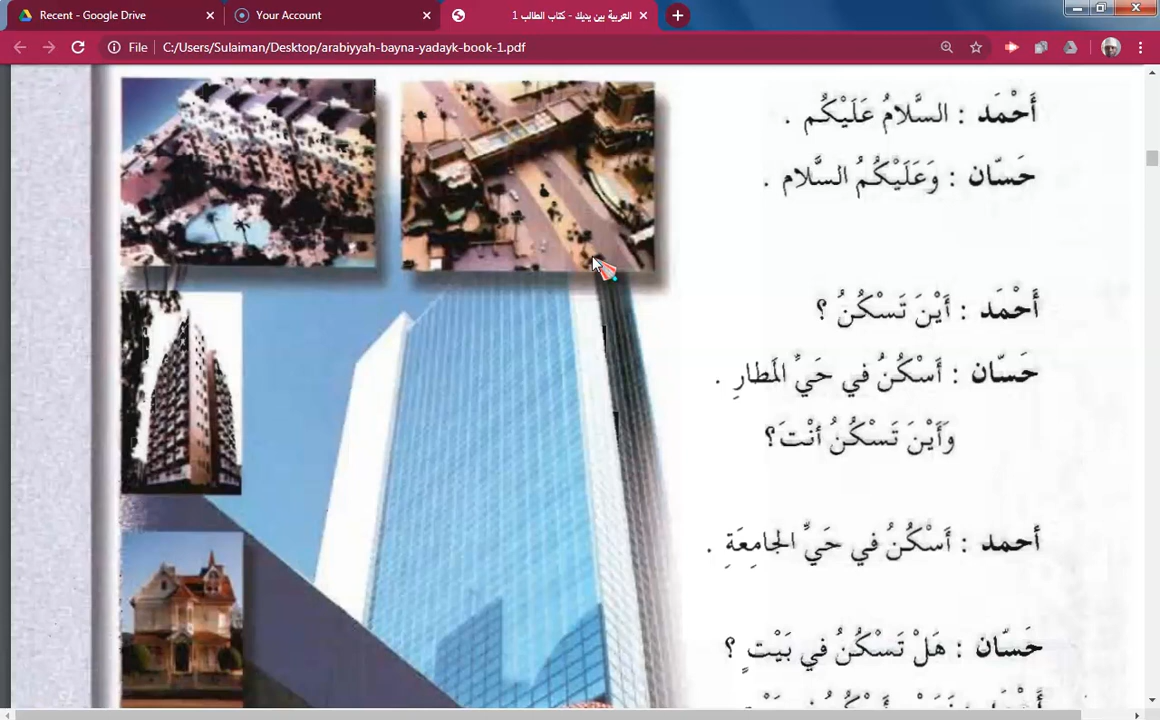 Recent - Google Drive
Your Account
العربية بين يديك - كتاب الطالب 1
File
C:/Users/Sulaiman/Desktop/arabiyyah-bayna-yadayk-book-1.pdf
أَحْمَد : السَّلامُ عَلَيْكُم .
حَسّان : وَعَلَيْكُمُ السَّلام .
أَحْمَد : أَيْنَ تَسْكُنُ ؟
حَسّان : أَسْكُنُ في حَيِّ المَطارِ .
وَأَيْنَ تَسْكُنُ أنْتَ؟
أحمد : أَسْكُنُ في حَيِّ الجامِعَةِ .
حَسّان : هَلْ تَسْكُنُ في بَيْتٍ ؟